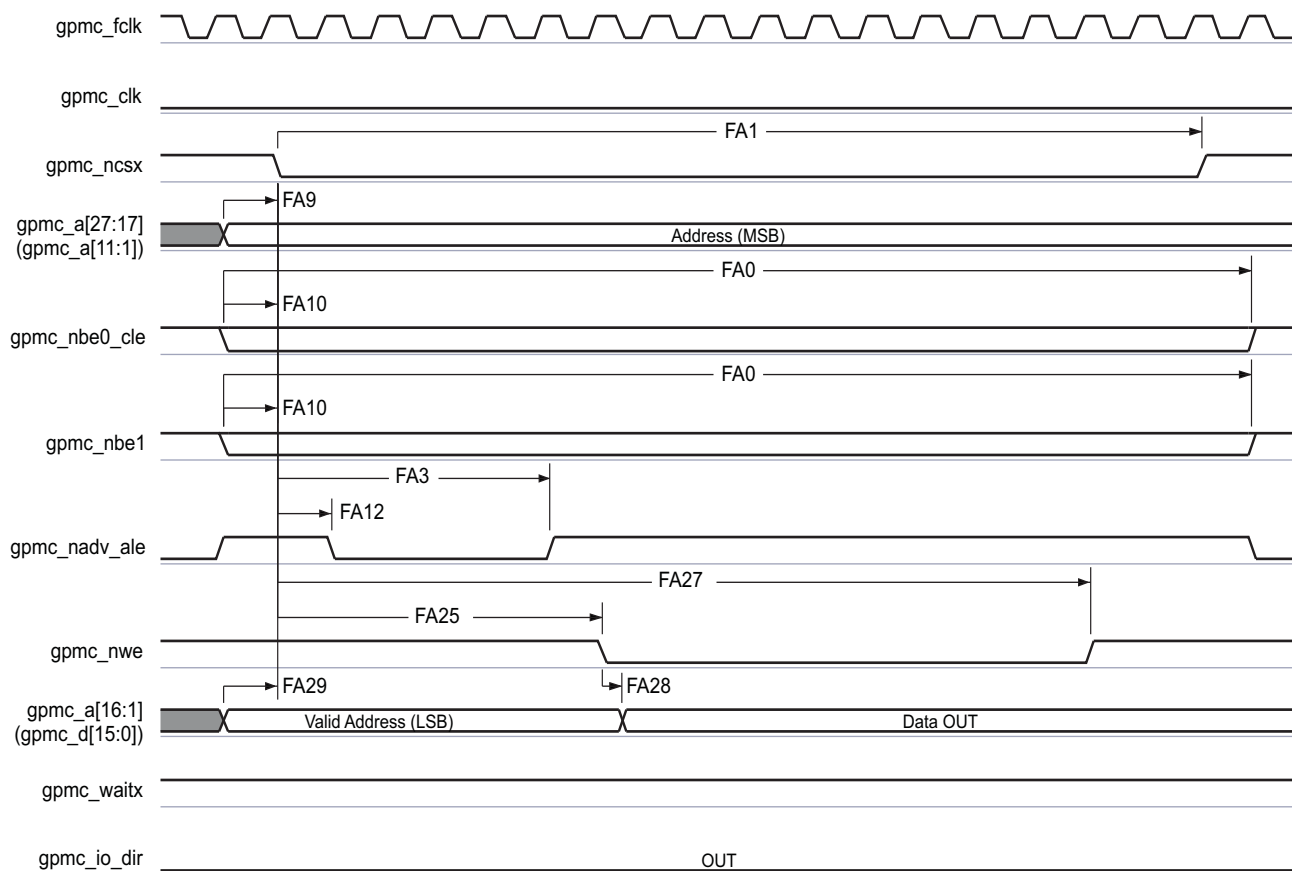 gpmc_fclk
gpmc_clk
FA1
gpmc_ncsx
FA9
gpmc_a[27:17]
(gpmc_a[11:1])
Address (MSB)
FA0
FA10
gpmc_nbe0_cle
FA0
FA10
gpmc_nbe1
FA3
FA12
gpmc_nadv_ale
FA27
FA25
gpmc_nwe
FA29
FA28
gpmc_a[16:1]
(gpmc_d[15:0])
Valid Address (LSB)
Data OUT
gpmc_waitx
gpmc_io_dir
OUT